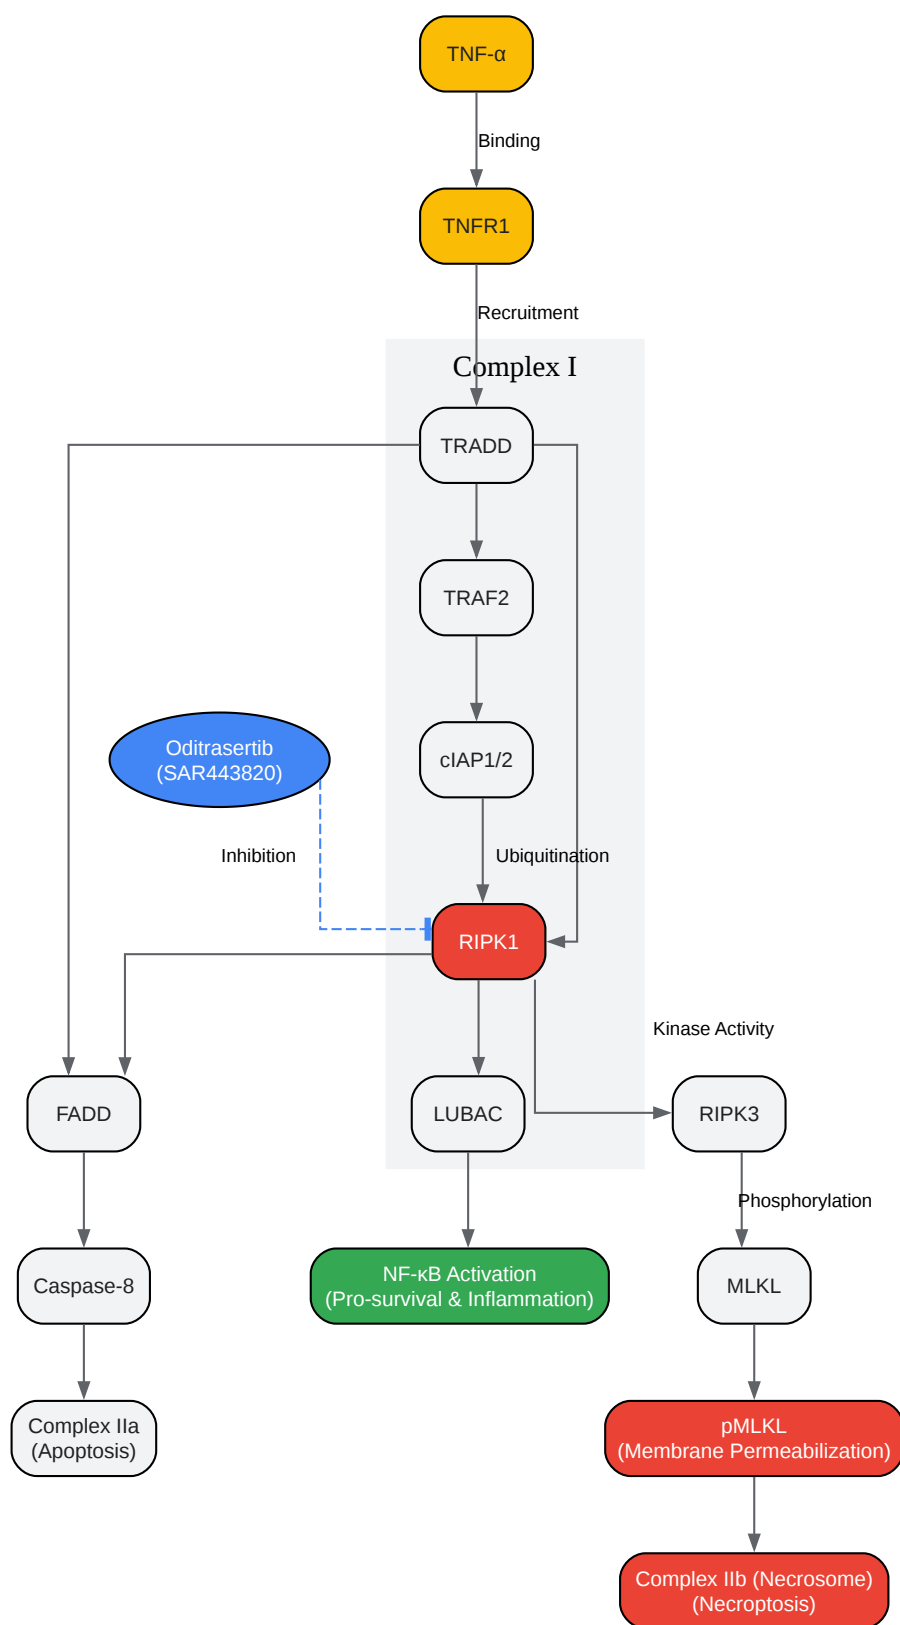 TNF-α
Binding
TNFR1
Recruitment
Complex I
TRADD
TRAF2
Oditrasertib
(SAR443820)
cIAP1/2
Inhibition
Ubiquitination
RIPK1
Kinase Activity
FADD
LUBAC
RIPK3
Phosphorylation
Caspase-8
NF-κB Activation
(Pro-survival & Inflammation)
MLKL
Complex IIa
(Apoptosis)
pMLKL
(Membrane Permeabilization)
Complex IIb (Necrosome)
(Necroptosis)